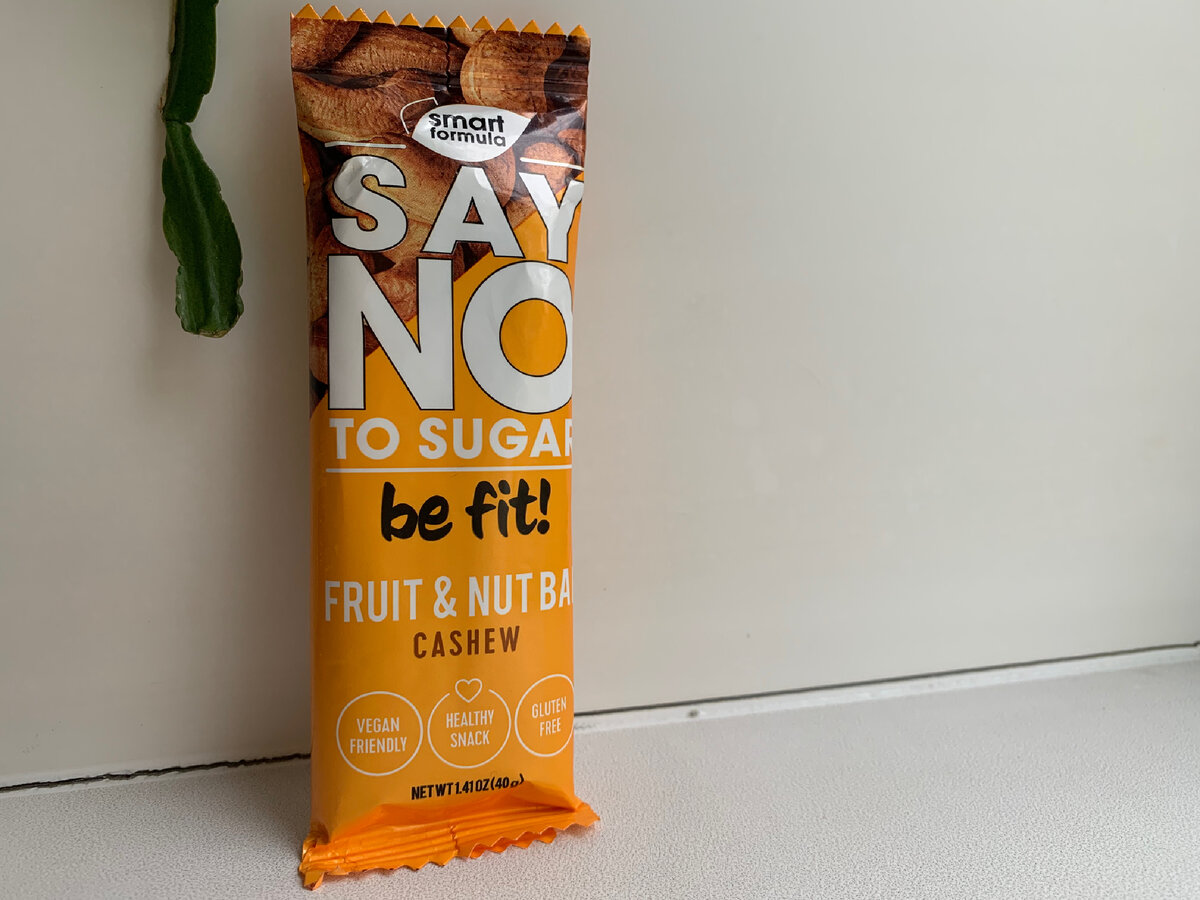 smart
formula
SAY
NO
TO SUGAR
be fit!
FRUIT & NUT BA
CASHEW
VEGAN
FRIENDLY
HEALTHY
SNACK
GLUTEN
FREE
NET WT 1.41 OZ (40 g)